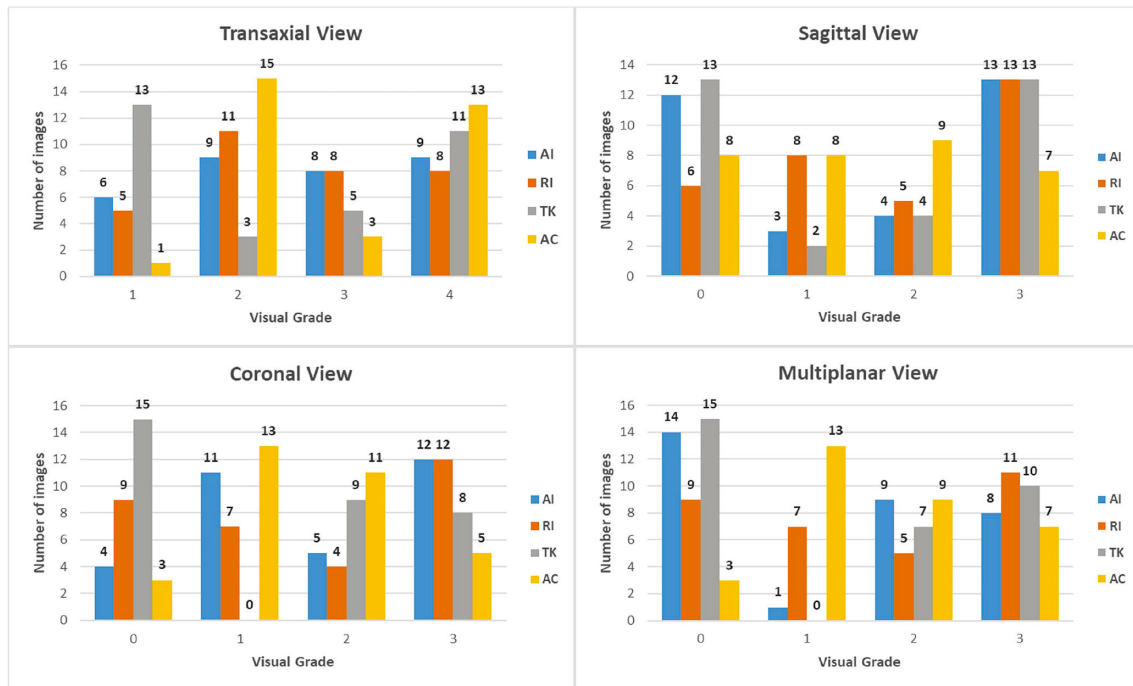 Transaxial View
Number of images
16
14
12
10
8
6
4
2
0
6 5 13 1
9 11 3 15
8 8 5 3
9 8 11 13
1 2 3 4
Visual Grade
AI
RI
TK
AC
Sagittal View
Number of images
14
12
10
8
6
4
2
0
12 6 13 8
3 8 2 8
4 5 4 9
13 13 13 7
0 1 2 3
Visual Grade
AI
RI
TK
AC
Coronal View
Number of images
16
14
12
10
8
6
4
2
0
4 9 15 3
11 7 0 13
5 4 9 11
12 12 8 5
0 1 2 3
Visual Grade
AI
RI
TK
AC
Multiplanar View
Number of images
16
14
12
10
8
6
4
2
0
14 9 15 3
1 7 0 13
9 5 7 9
8 11 10 7
0 1 2 3
Visual Grade
AI
RI
TK
AC